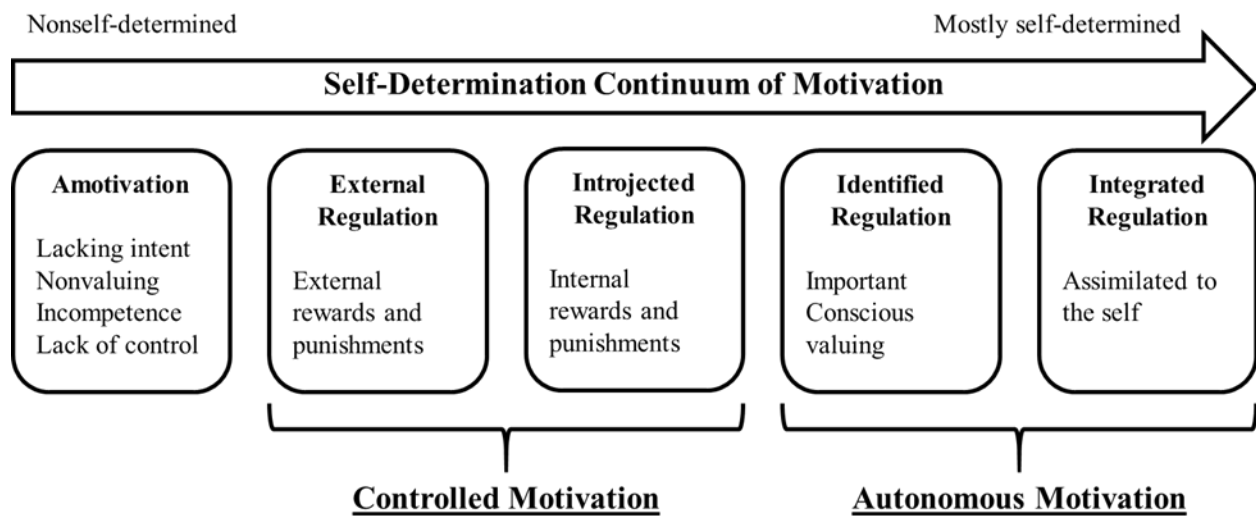 Nonself-determined
Mostly self-determined
Self-Determination Continuum of Motivation
Amotivation
Lacking intent
Nonvaluing
Incompetence
Lack of control
External
Regulation
External
rewards and
punishments
Introjected
Regulation
Internal
rewards and
punishments
Identified
Regulation
Important
Conscious
valuing
Integrated
Regulation
Assimilated to
the self
Controlled Motivation
Autonomous Motivation